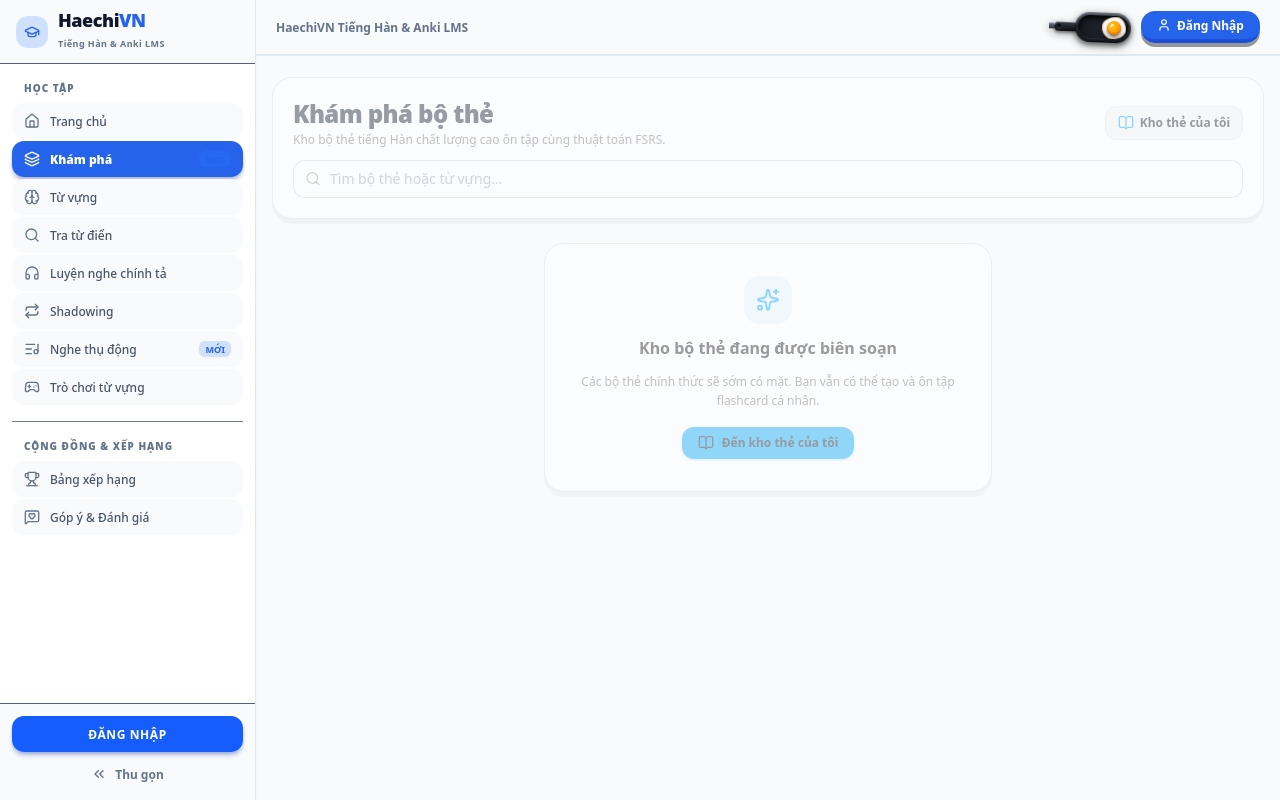 HaechiVN
Tiếng Hàn & Anki LMS
HỌC TẬP
Trang chủ
Khám phá
Từ vựng
Tra từ điển
Luyện nghe chính tả
Shadowing
Nghe thụ động
MỚI
Trò chơi từ vựng
CỘNG ĐỒNG & XẾP HẠNG
Bảng xếp hạng
Góp ý & Đánh giá
ĐĂNG NHẬP
Thu gọn
HaechiVN Tiếng Hàn & Anki LMS
Đăng Nhập
Khám phá bộ thẻ
Kho bộ thẻ tiếng Hàn chất lượng cao ôn tập cùng thuật toán FSRS.
Kho thẻ của tôi
Tìm bộ thẻ hoặc từ vựng...
Kho bộ thẻ đang được biên soạn
Các bộ thẻ chính thức sẽ sớm có mặt. Bạn vẫn có thể tạo và ôn tập
flashcard cá nhân.
Đến kho thẻ của tôi